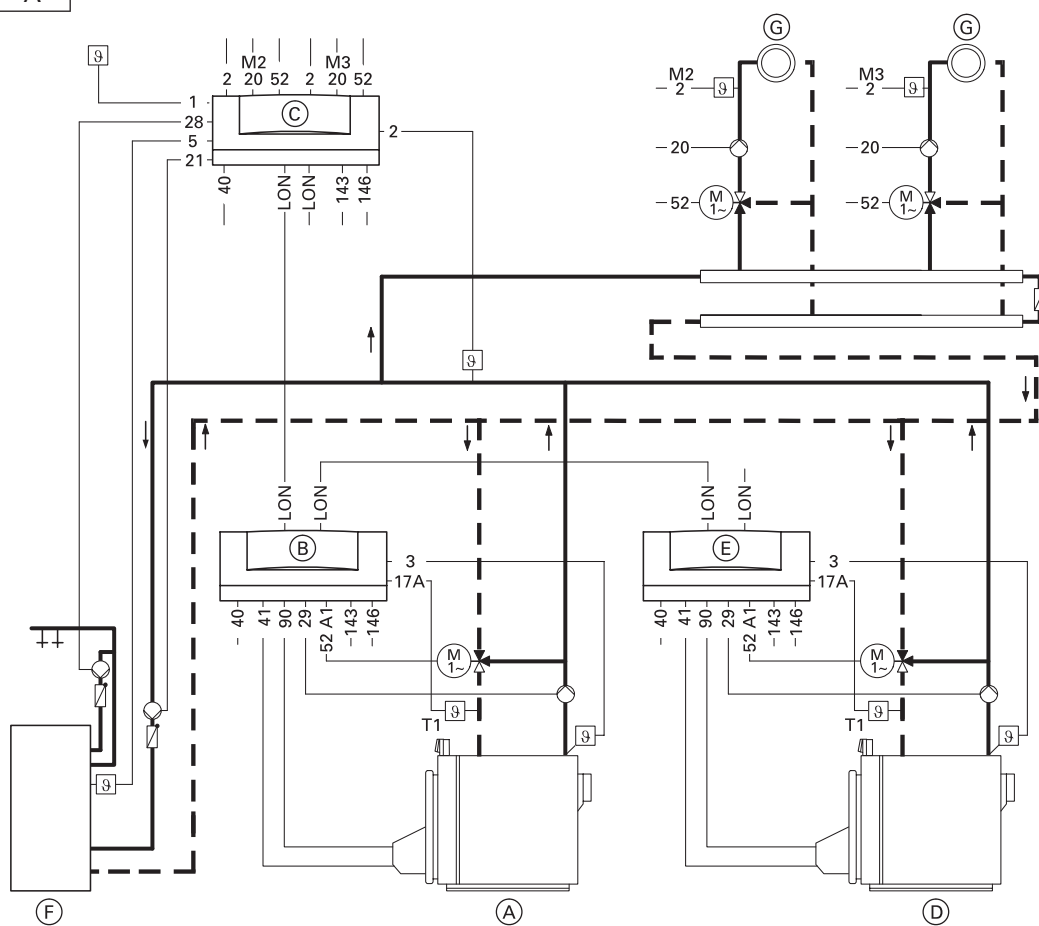 A
ϑ
M2
M3
2 20 52 2 20 52
1
28
5
21
C
2
40
LON
LON
143
146
G
G
M2
2
ϑ
M3
2
ϑ
20
20
52
M
1~
52
M
1~
ϑ
LON
LON
LON
LON
B
3
17A
E
3
17A
40
41
90
29
52 A1
143
146
40
41
90
29
52 A1
143
146
M
1~
M
1~
T1
ϑ
T1
ϑ
ϑ
ϑ
ϑ
F
A
D